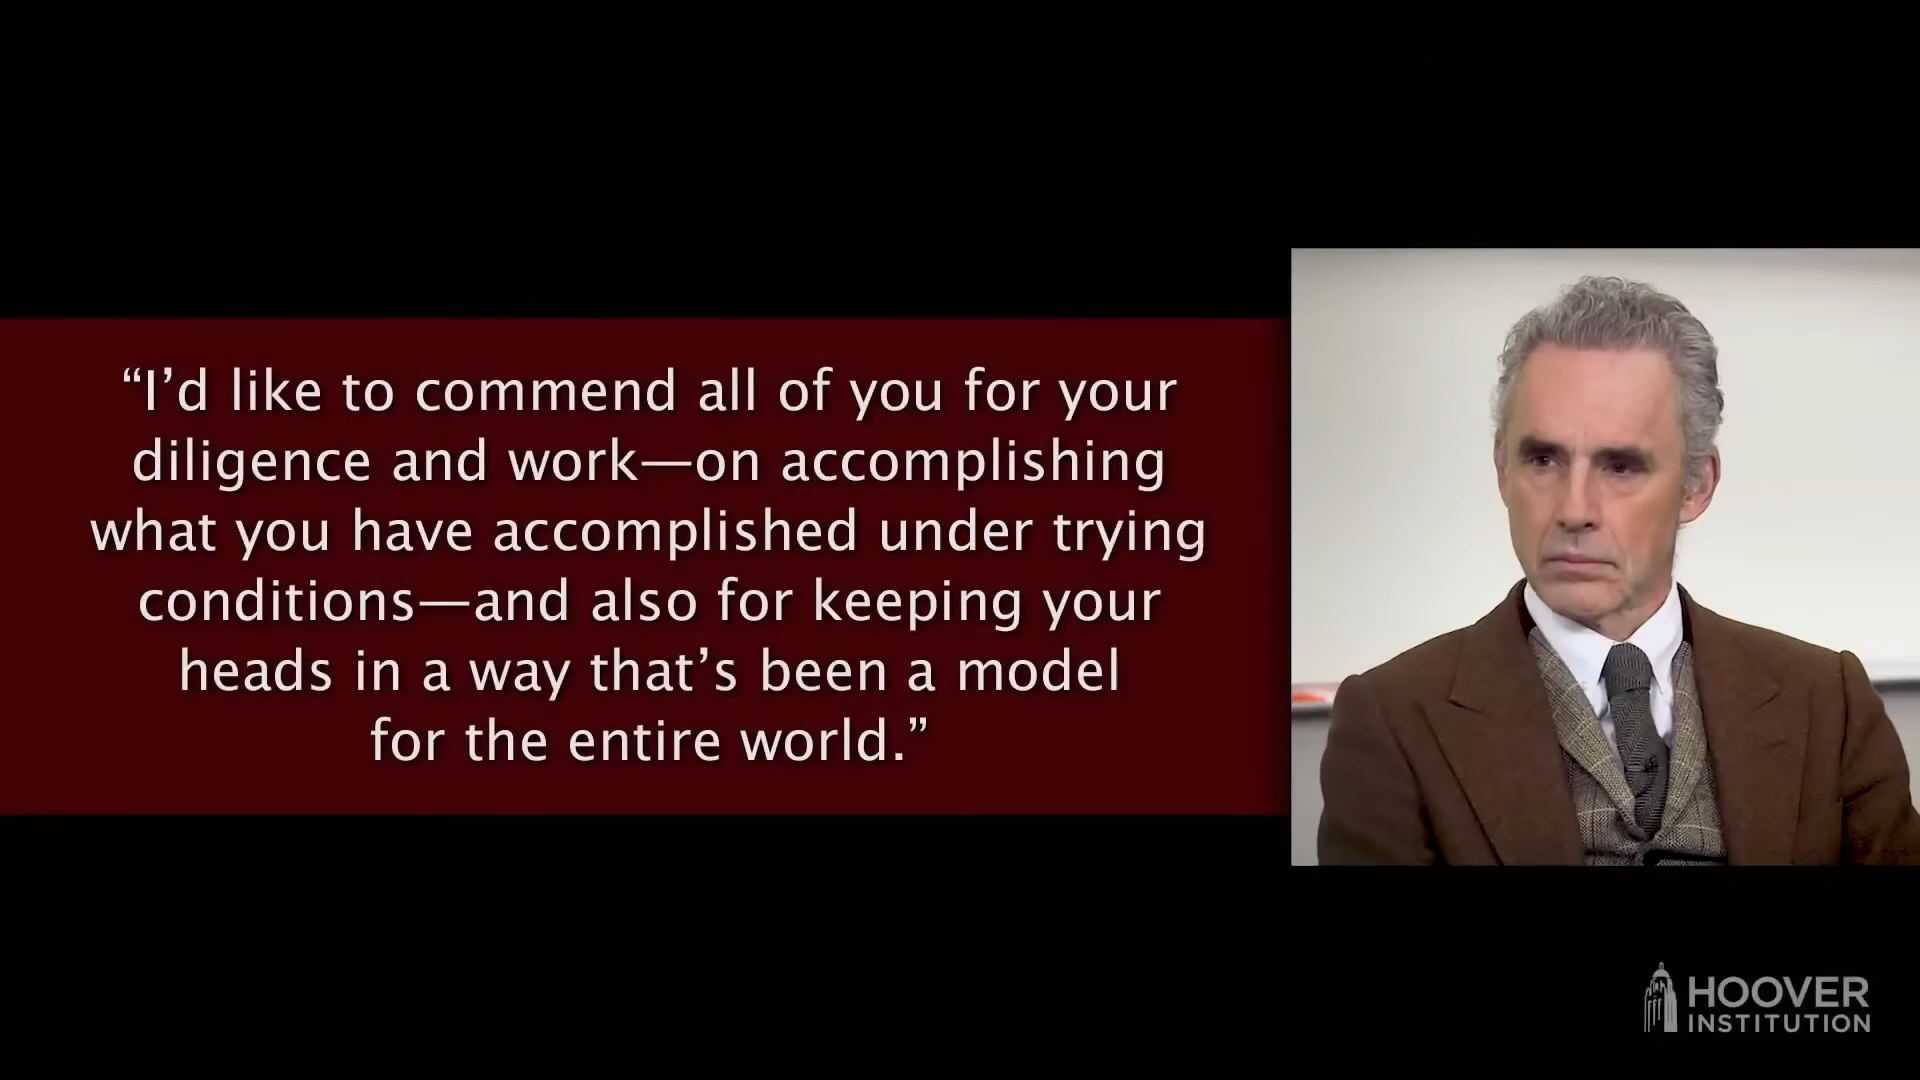 “I’d like to commend all of you for your
diligence and work—on accomplishing
what you have accomplished under trying
conditions—and also for keeping your
heads in a way that’s been a model
for the entire world.”
HOOVER
INSTITUTION